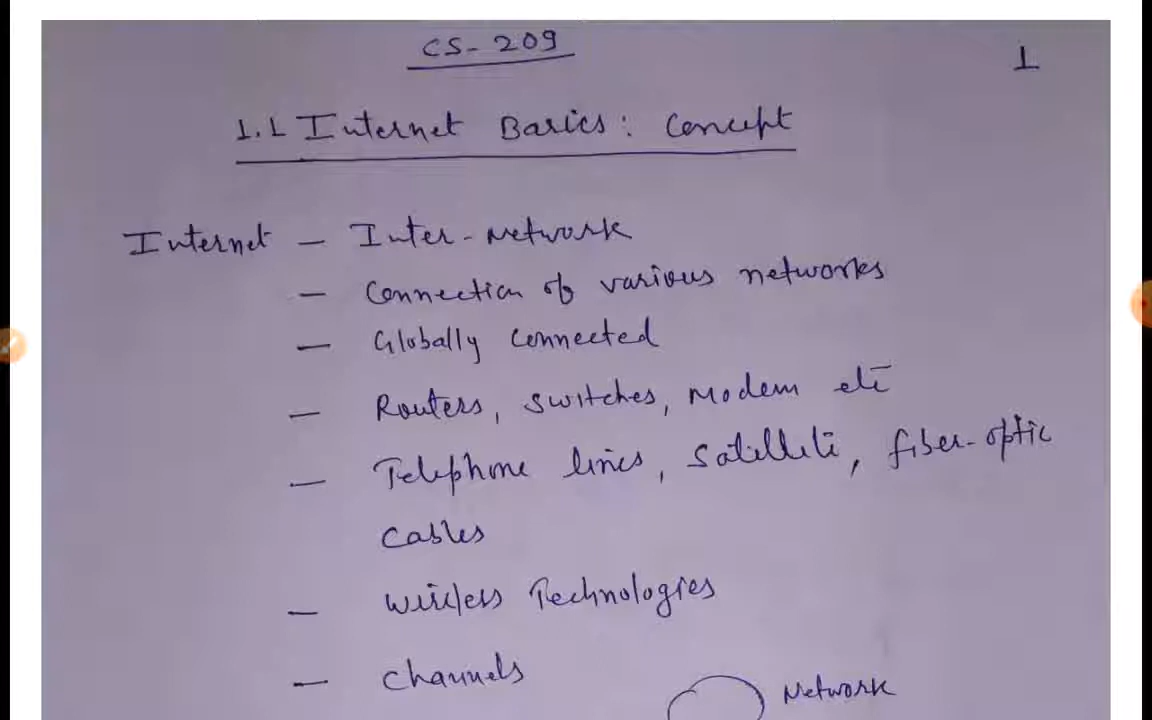 CS-209
1
1.1 Internet Basics: Concept
Internet - Inter-Network
- Connection of various networks
- Globally Connected
- Routers, Switches, Modem etc
- Telephone lines, Satellite, fiber-optic
Cables
- Wireless Technologies
- Channels
Network